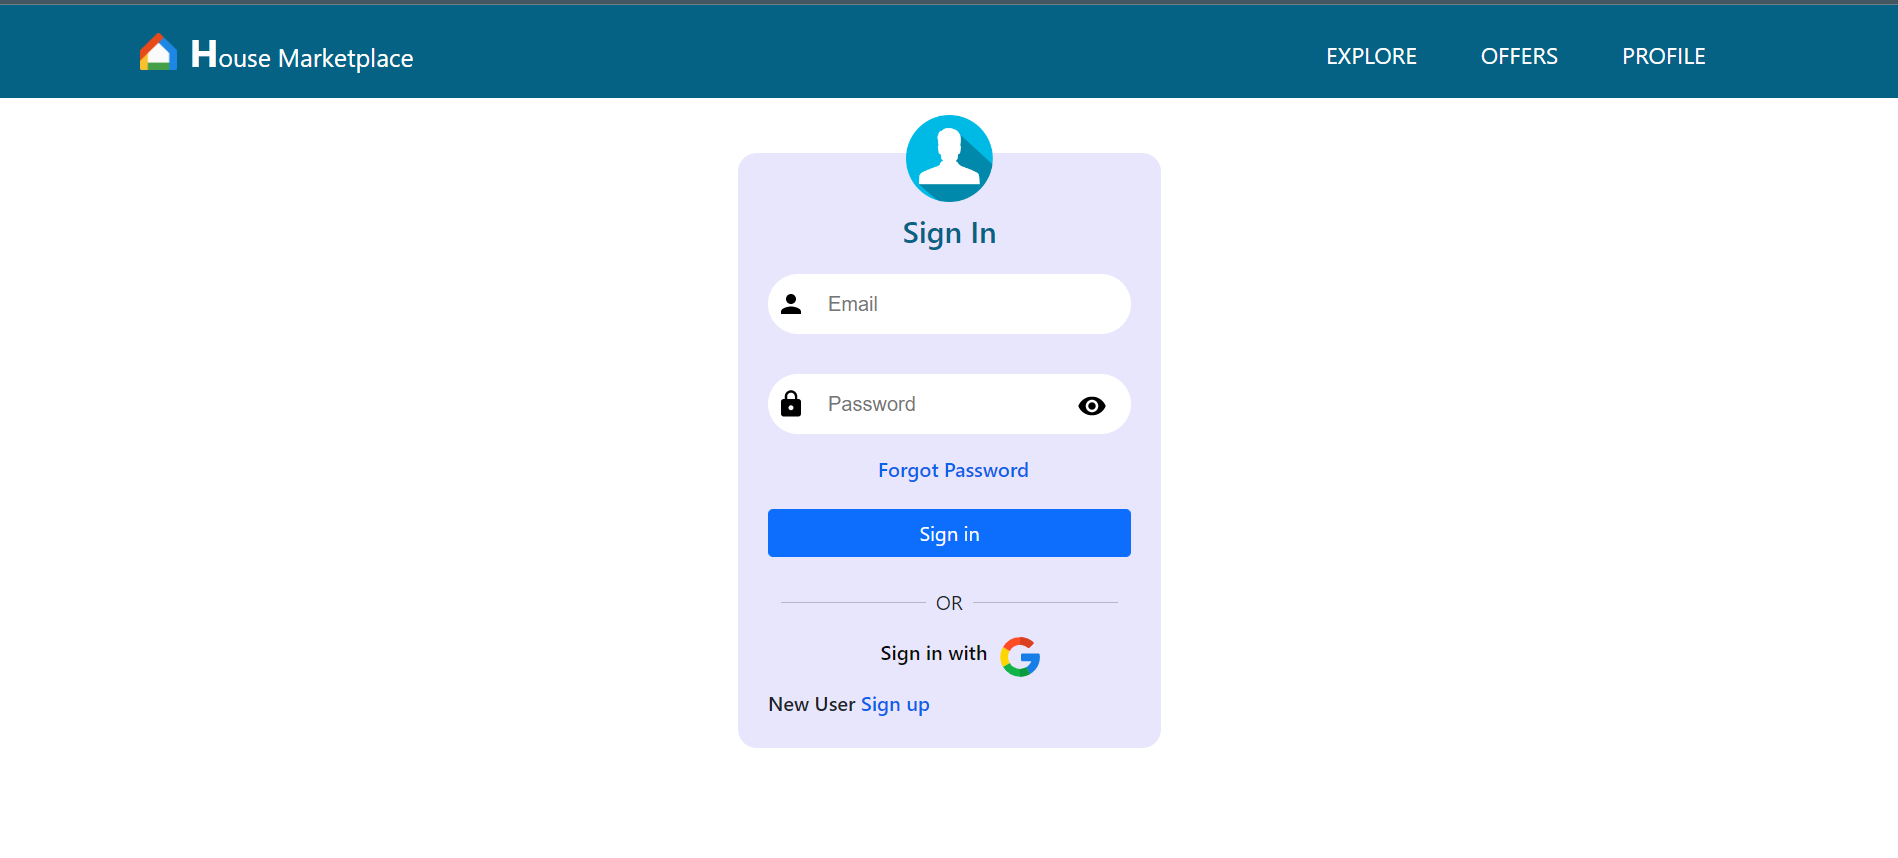 House Marketplace
EXPLORE OFFERS PROFILE
Sign In
Email
Password
Forgot Password
Sign in
OR
Sign in with
New User Sign up